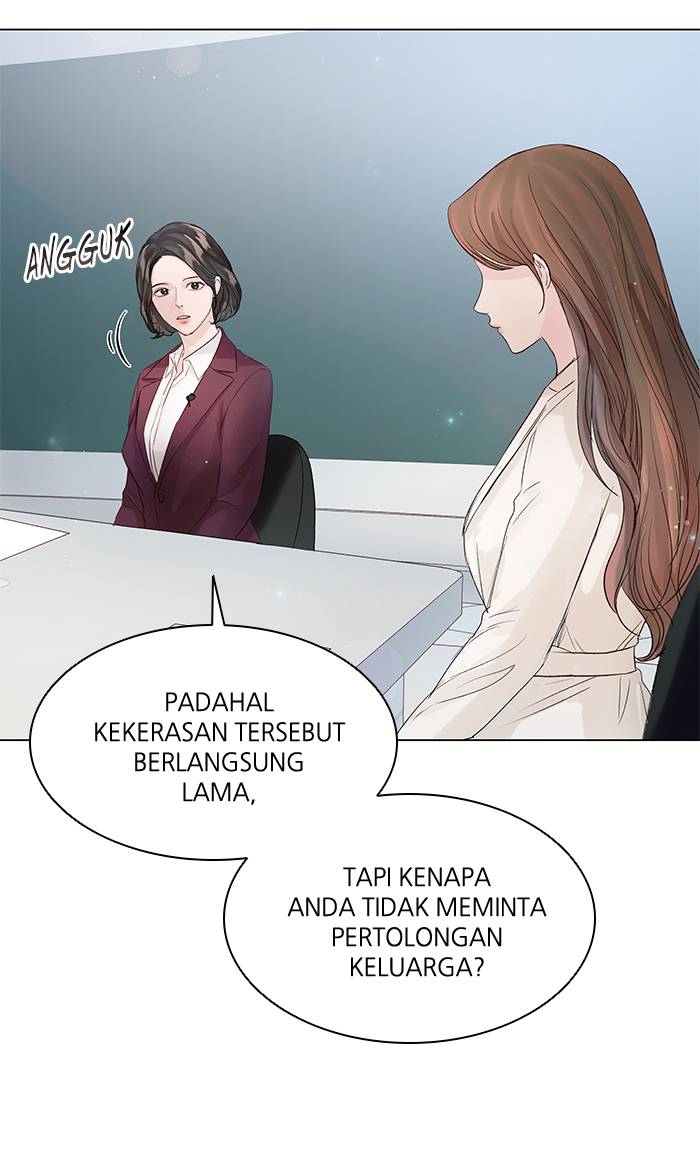 ANGGUK
PADAHAL
KEKERASAN TERSEBUT
BERLANGSUNG
LAMA,
TAPI KENAPA
ANDA TIDAK MEMINTA
PERTOLONGAN
KELUARGA?